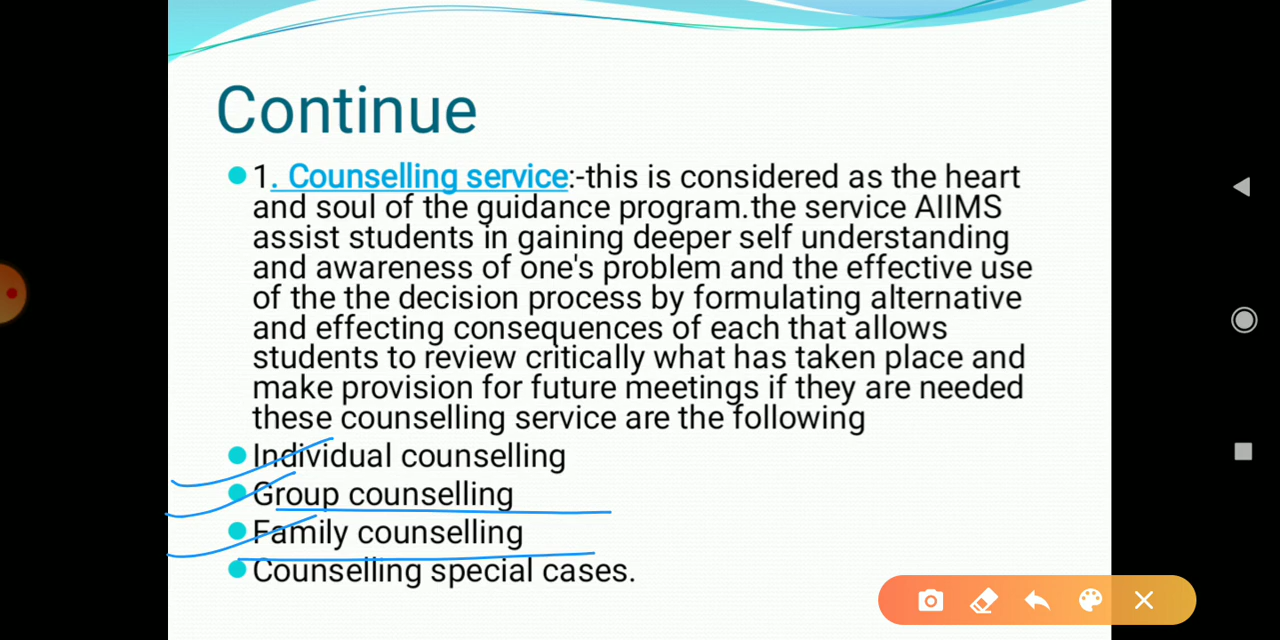 Continue
1. Counselling service:-this is considered as the heart
and soul of the guidance program.the service AIIMS
assist students in gaining deeper self understanding
and awareness of one's problem and the effective use
of the the decision process by formulating alternative
and effecting consequences of each that allows
students to review critically what has taken place and
make provision for future meetings if they are needed
these counselling service are the following
Individual counselling
Group counselling
Family counselling
Counselling special cases.